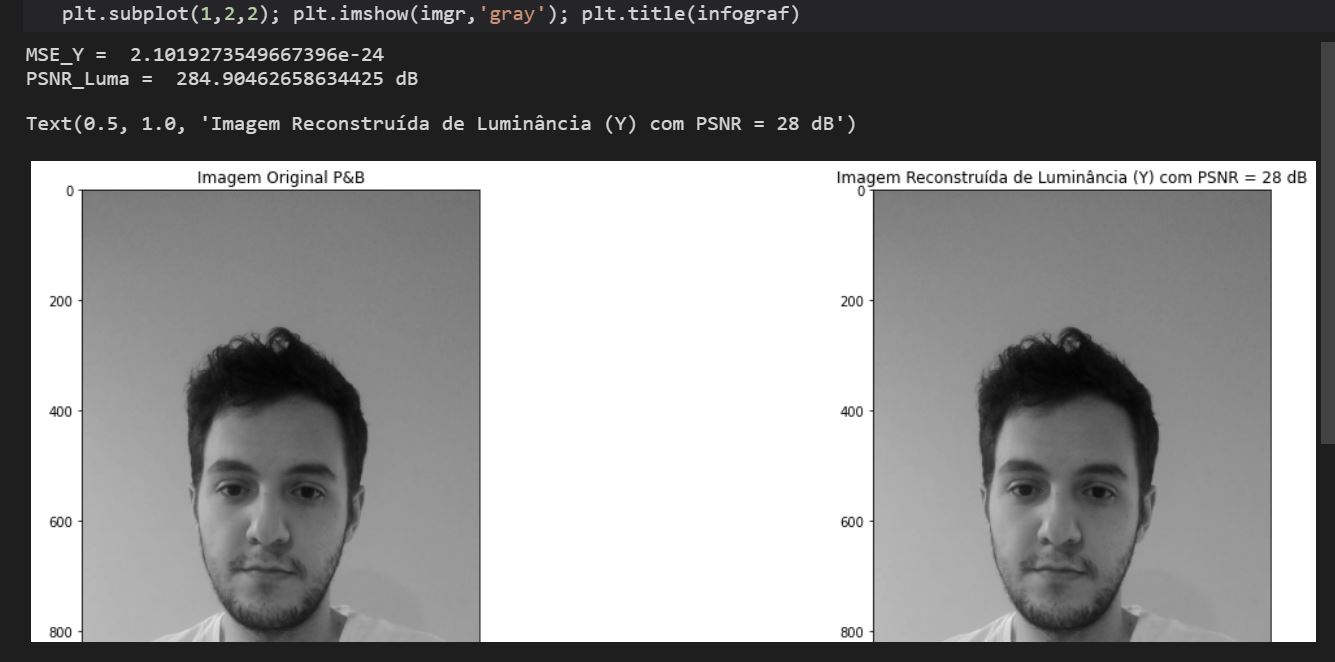 plt.subplot(1,2,2); plt.imshow(imgr,'gray'); plt.title(infograf)
MSE_Y =  2.1019273549667396e-24
PSNR_Luma =  284.90462658634425 dB
Text(0.5, 1.0, 'Imagem Reconstruída de Luminância (Y) com PSNR = 28 dB')
Imagem Original P&B
0
200
400
600
800
Imagem Reconstruída de Luminância (Y) com PSNR = 28 dB
0
200
400
600
800